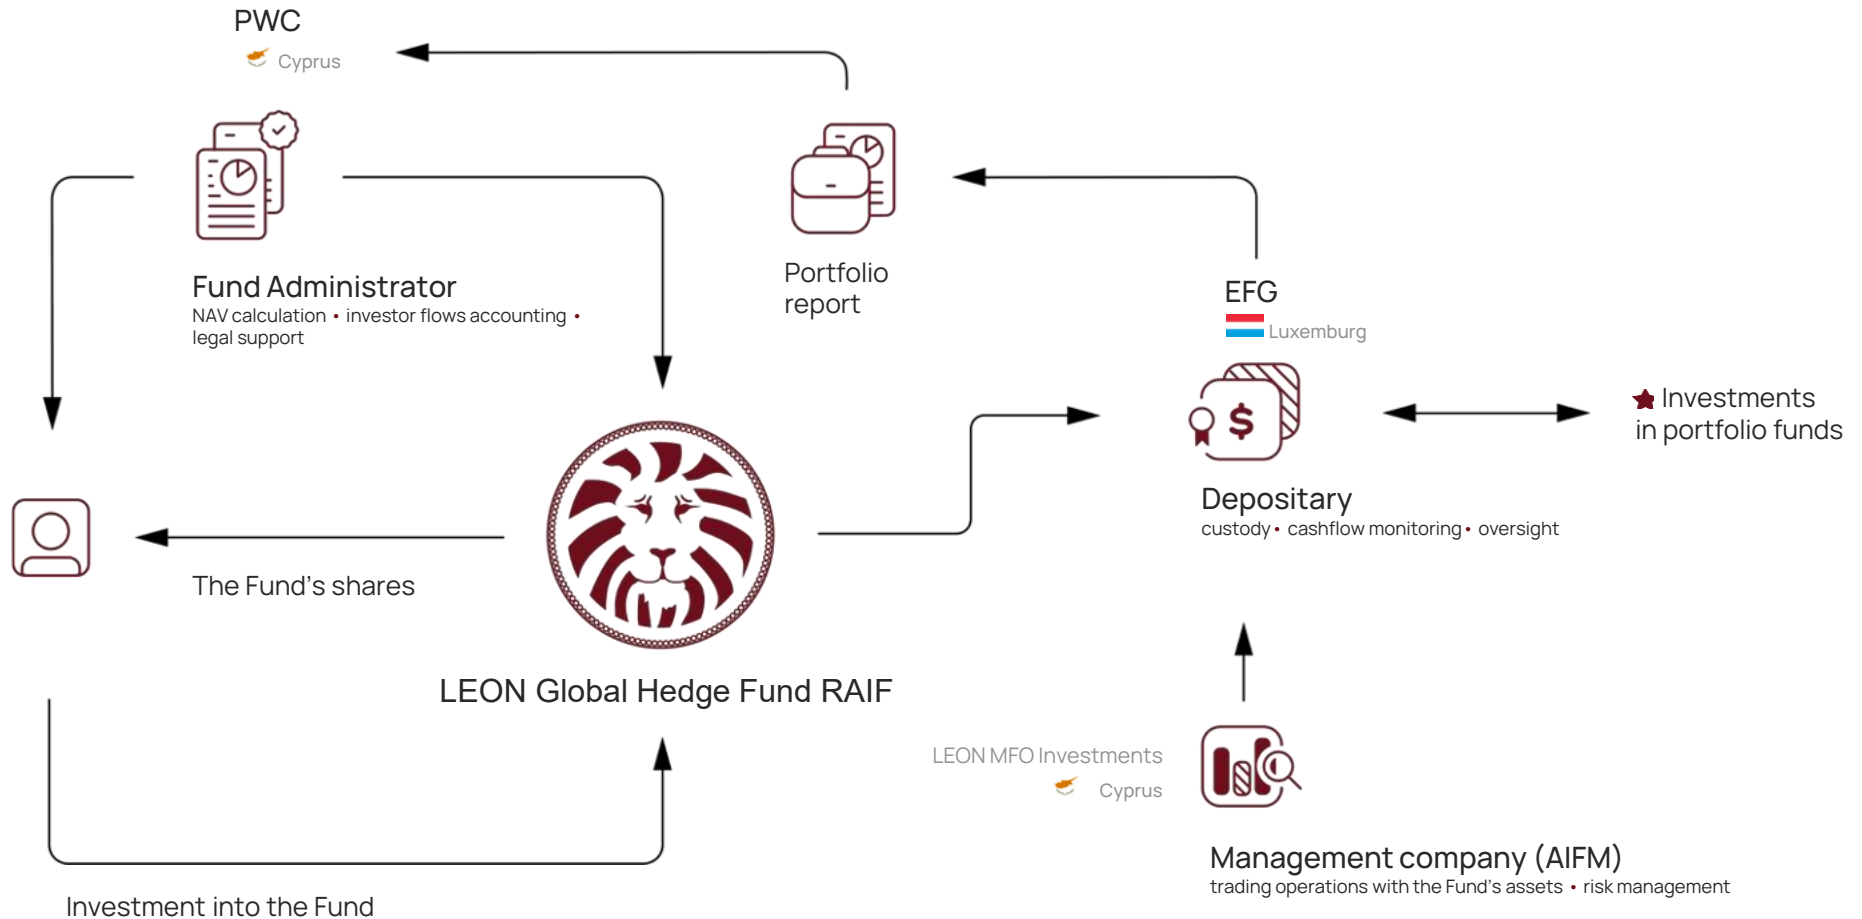 PWC
Cyprus
Fund Administrator
NAV calculation • investor flows accounting •
legal support
Portfolio
report
EFG
Luxemburg
Investments
in portfolio funds
Depositary
custody • cashflow monitoring • oversight
The Fund's shares
LEON Global Hedge Fund RAIF
LEON MFO Investments
Cyprus
Management company (AIFM)
trading operations with the Fund's assets • risk management
Investment into the Fund